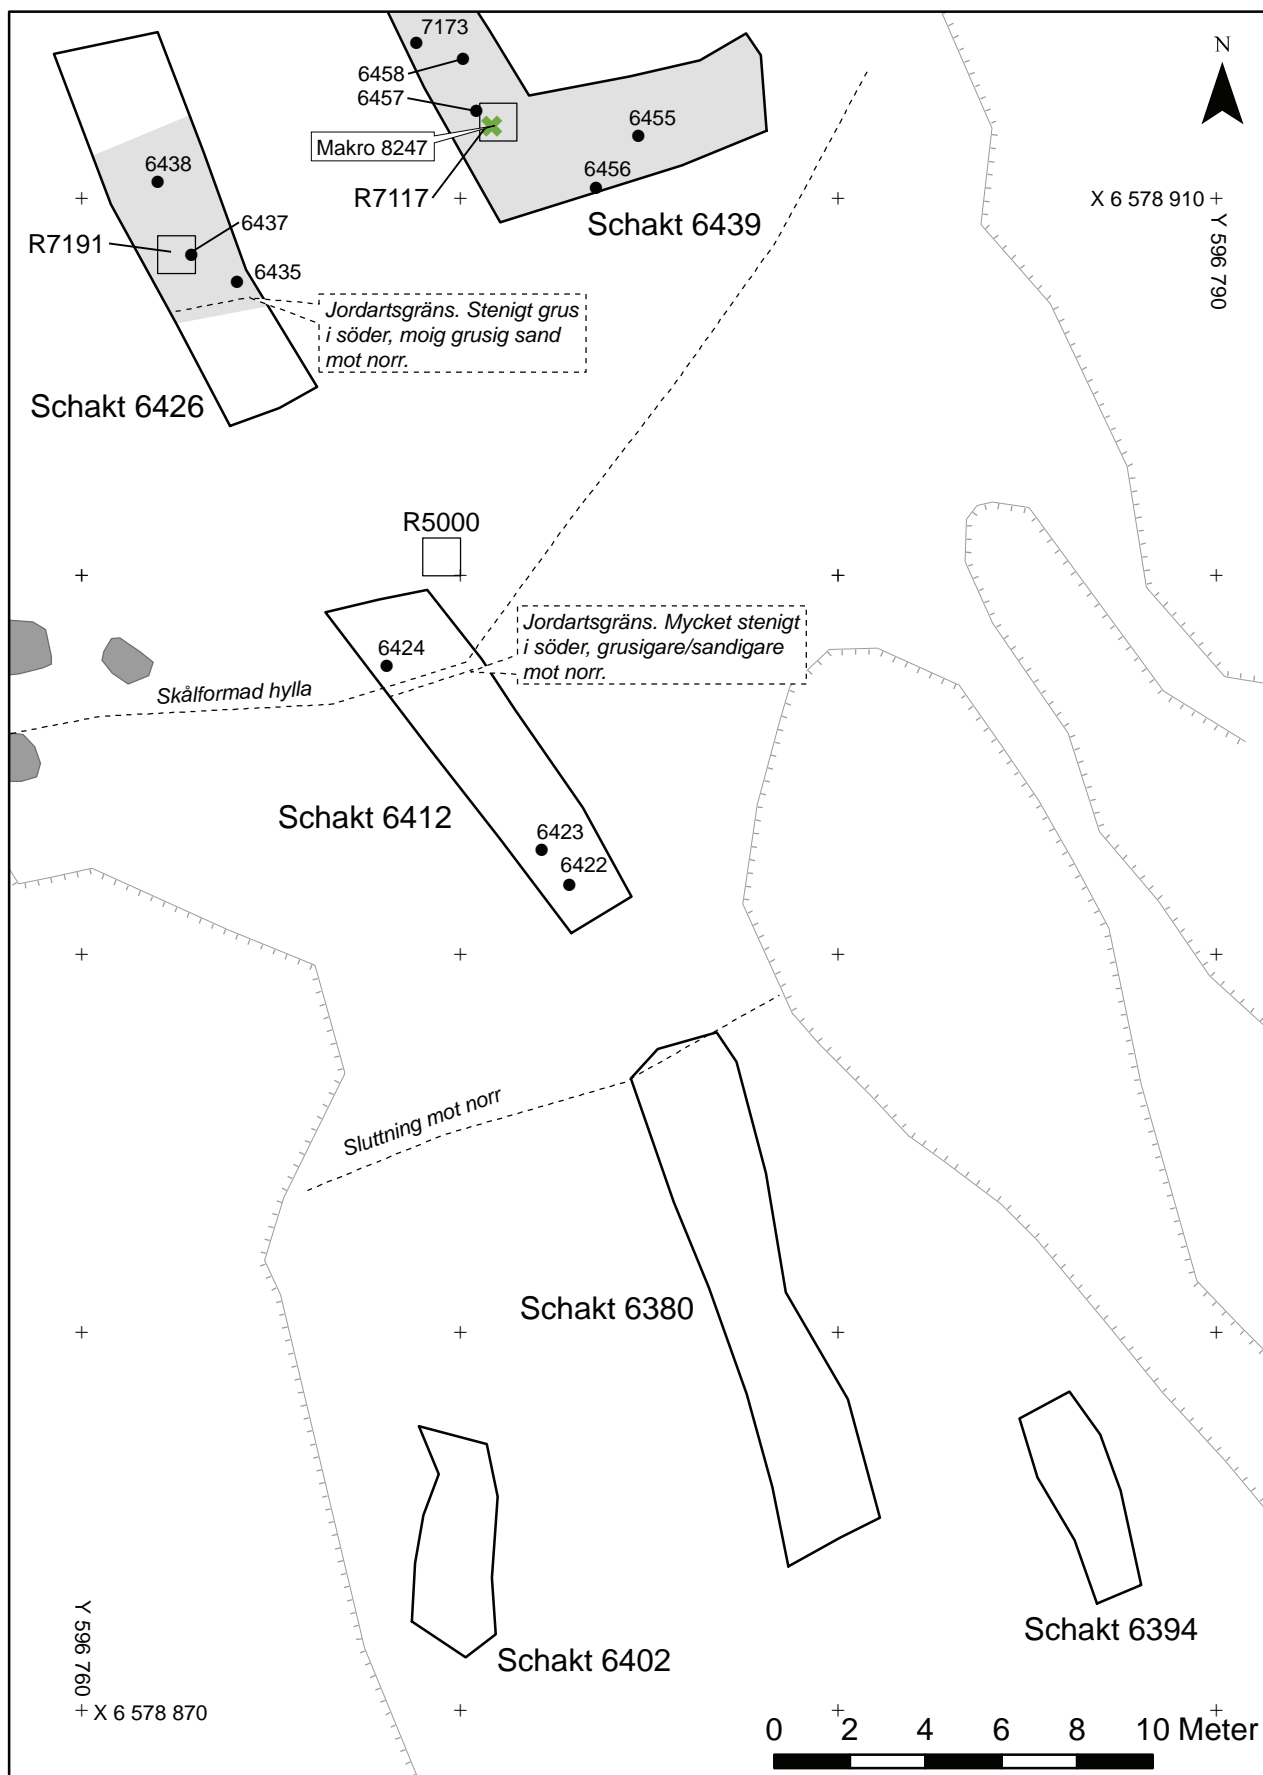 7173
N
6458
6457
6455
Makro 8247
6438
6456
R7117
X 6 578 910
Schakt 6439
6437
R7191
Y 596 790
6435
Jordartsgräns. Stenigt grus
i söder, moig grusig sand
mot norr.
Schakt 6426
R5000
Jordartsgräns. Mycket stenigt
i söder, grusigare/sandigare
mot norr.
6424
Skålformad hylla
Schakt 6412
6423
6422
Sluttning mot norr
Schakt 6380
Schakt 6394
Y 596 760
Schakt 6402
X 6 578 870
0 2 4 6 8 10 Meter